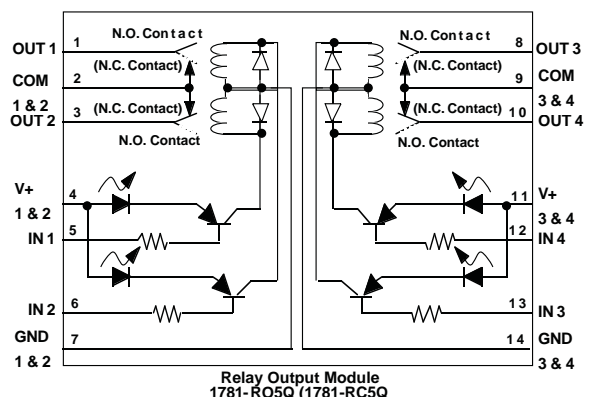 N.O. Contact
N.O. Contact
OUT 1 1
8 OUT 3
(N.C. Contact)
(N.C. Contact)
COM 2
9 COM
1 & 2
3 & 4
(N.C. Contact)
(N.C. Contact)
OUT 2 3
10 OUT 4
N.O. Contact
N.O. Contact
V+ 4
11 V+
1 & 2
3 & 4
IN 1 5
12 IN 4
IN 2 6
13 IN 3
GND 7
14 GND
1 & 2
3 & 4
Relay Output Module
1781-RO5Q (1781-RC5Q